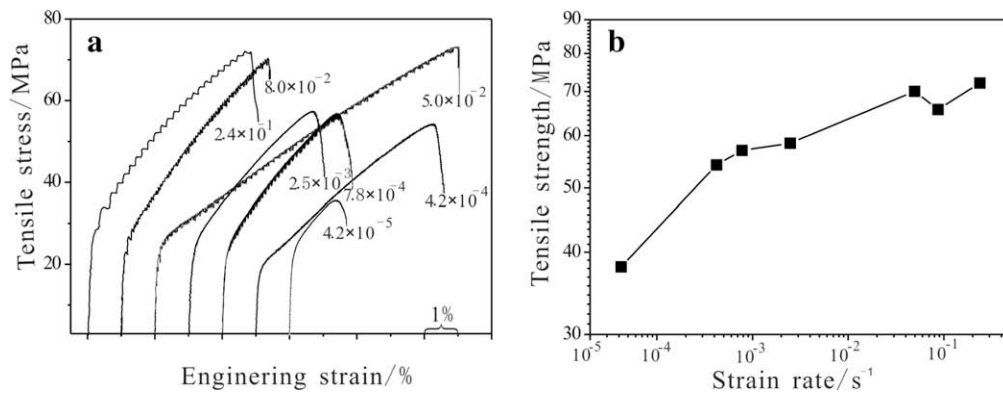 a
Tensile stress/MPa
80
60
40
20
2.4×10⁻¹
8.0×10⁻²
5.0×10⁻²
2.5×10⁻³
7.8×10⁻⁴
4.2×10⁻⁴
4.2×10⁻⁵
1%
Enginering strain/%
b
Tensile strength/MPa
90
80
70
60
50
40
30
10⁻⁵ 10⁻⁴ 10⁻³ 10⁻² 10⁻¹
Strain rate/s⁻¹